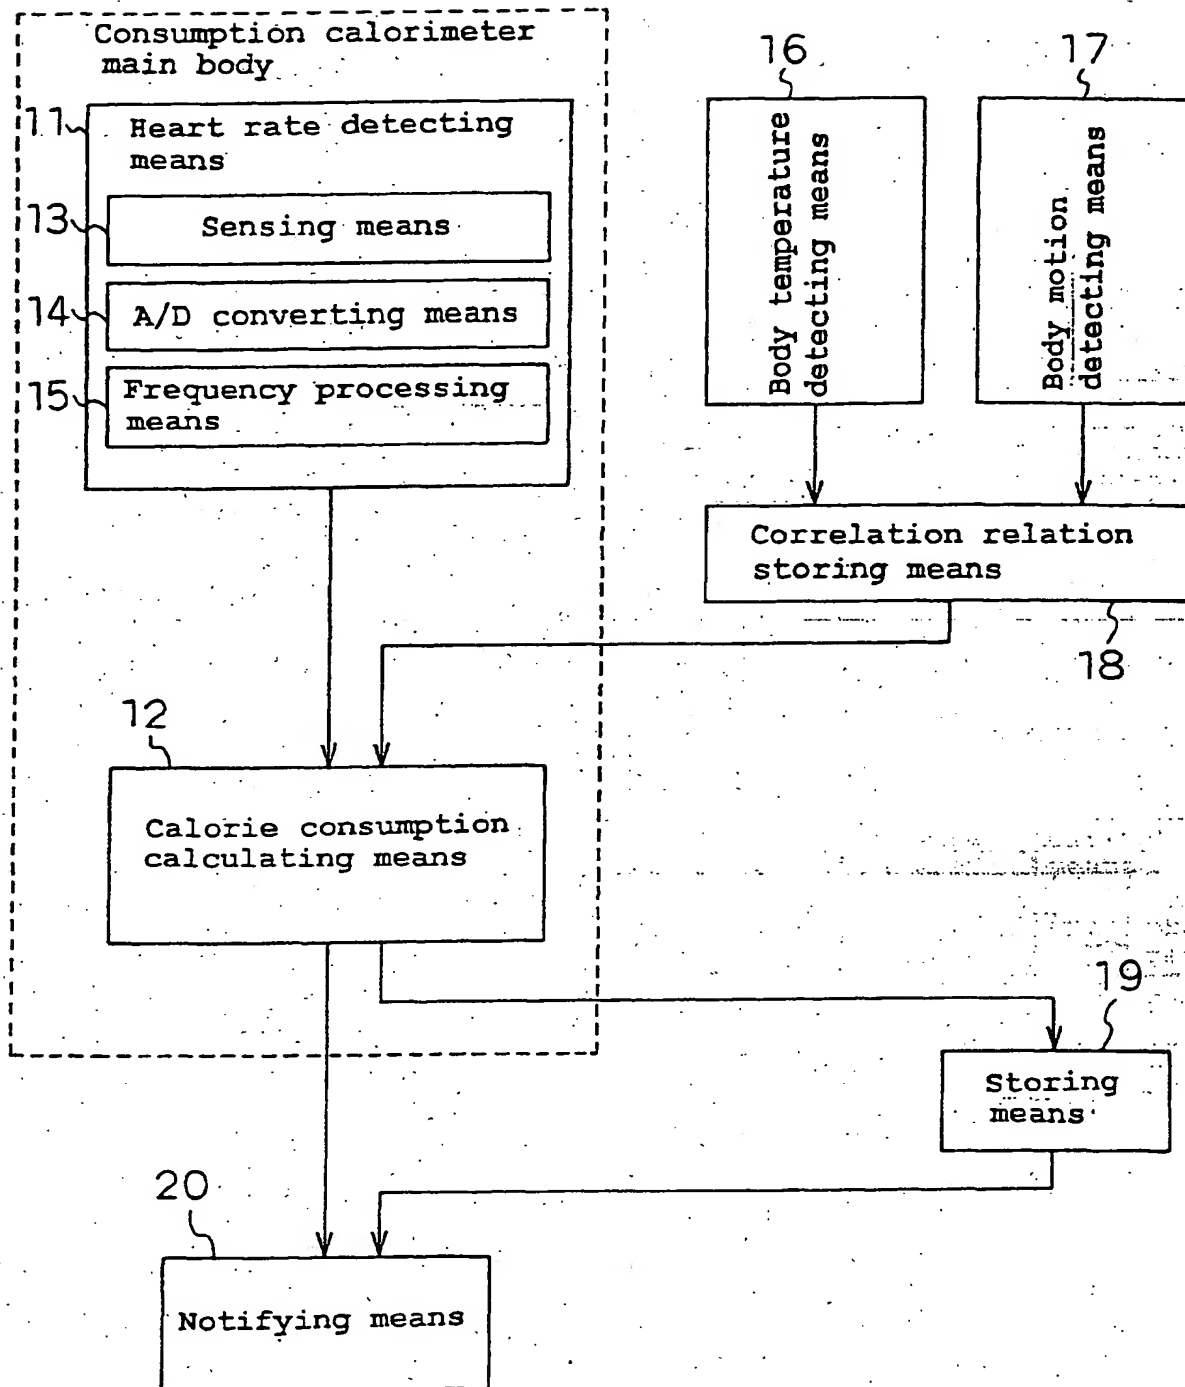 Consumption calorimeter
main body
11
Heart rate detecting
means
13
Sensing means
14
A/D converting means
15
Frequency processing
means
16
Body temperature
detecting means
17
Body motion
detecting means
Correlation relation
storing means
18
12
Calorie consumption
calculating means
19
Storing
means
20
Notifying means